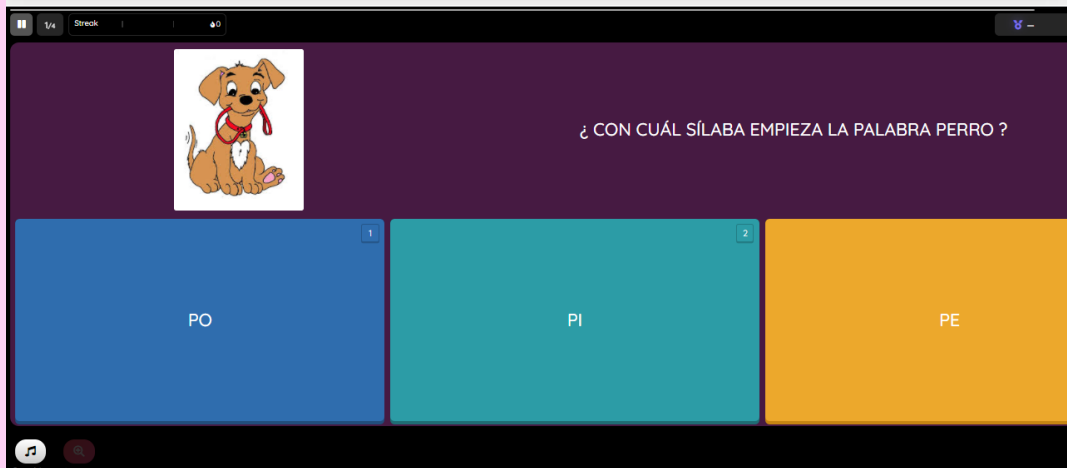 1/4 Streak 0 –
¿ CON CUÁL SÍLABA EMPIEZA LA PALABRA PERRO ?
1
2
PO
PI
PE